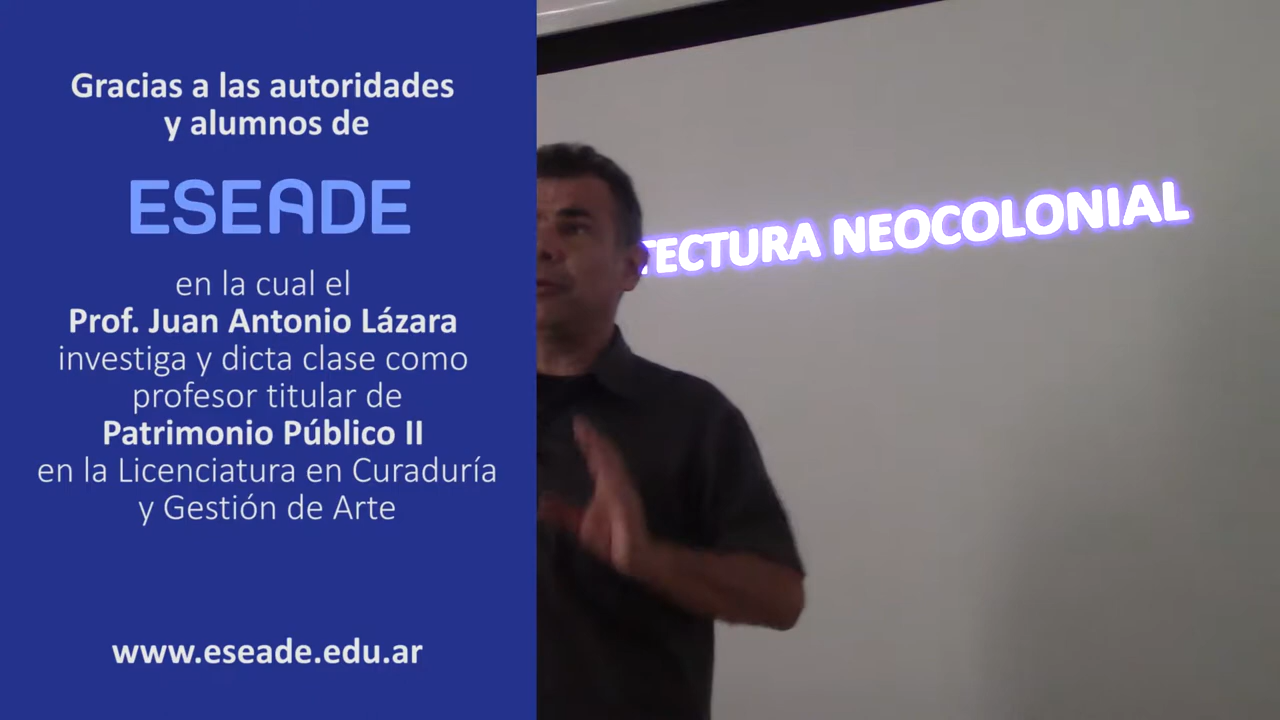 Gracias a las autoridades
y alumnos de
ESEADE
en la cual el
Prof. Juan Antonio Lázara
investiga y dicta clase como
profesor titular de
Patrimonio Público II
en la Licenciatura en Curaduría
y Gestión de Arte
www.eseade.edu.ar
TECTURA NEOCOLONIAL